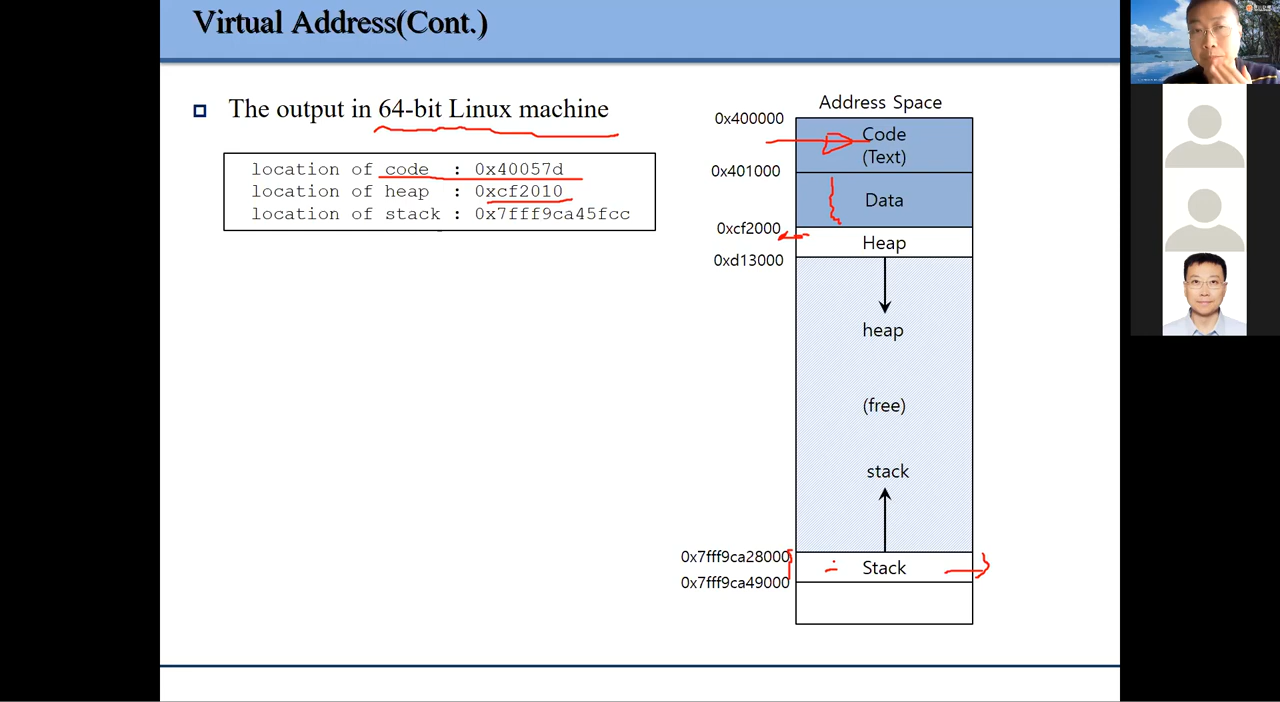 Virtual Address(Cont.)
The output in 64-bit Linux machine
location of code : 0x40057d
location of heap : 0xcf2010
location of stack : 0x7fff9ca45fcc
Address Space
0x400000
Code
(Text)
0x401000
Data
0xcf2000
Heap
0xd13000
heap
(free)
stack
0x7fff9ca28000
Stack
0x7fff9ca49000